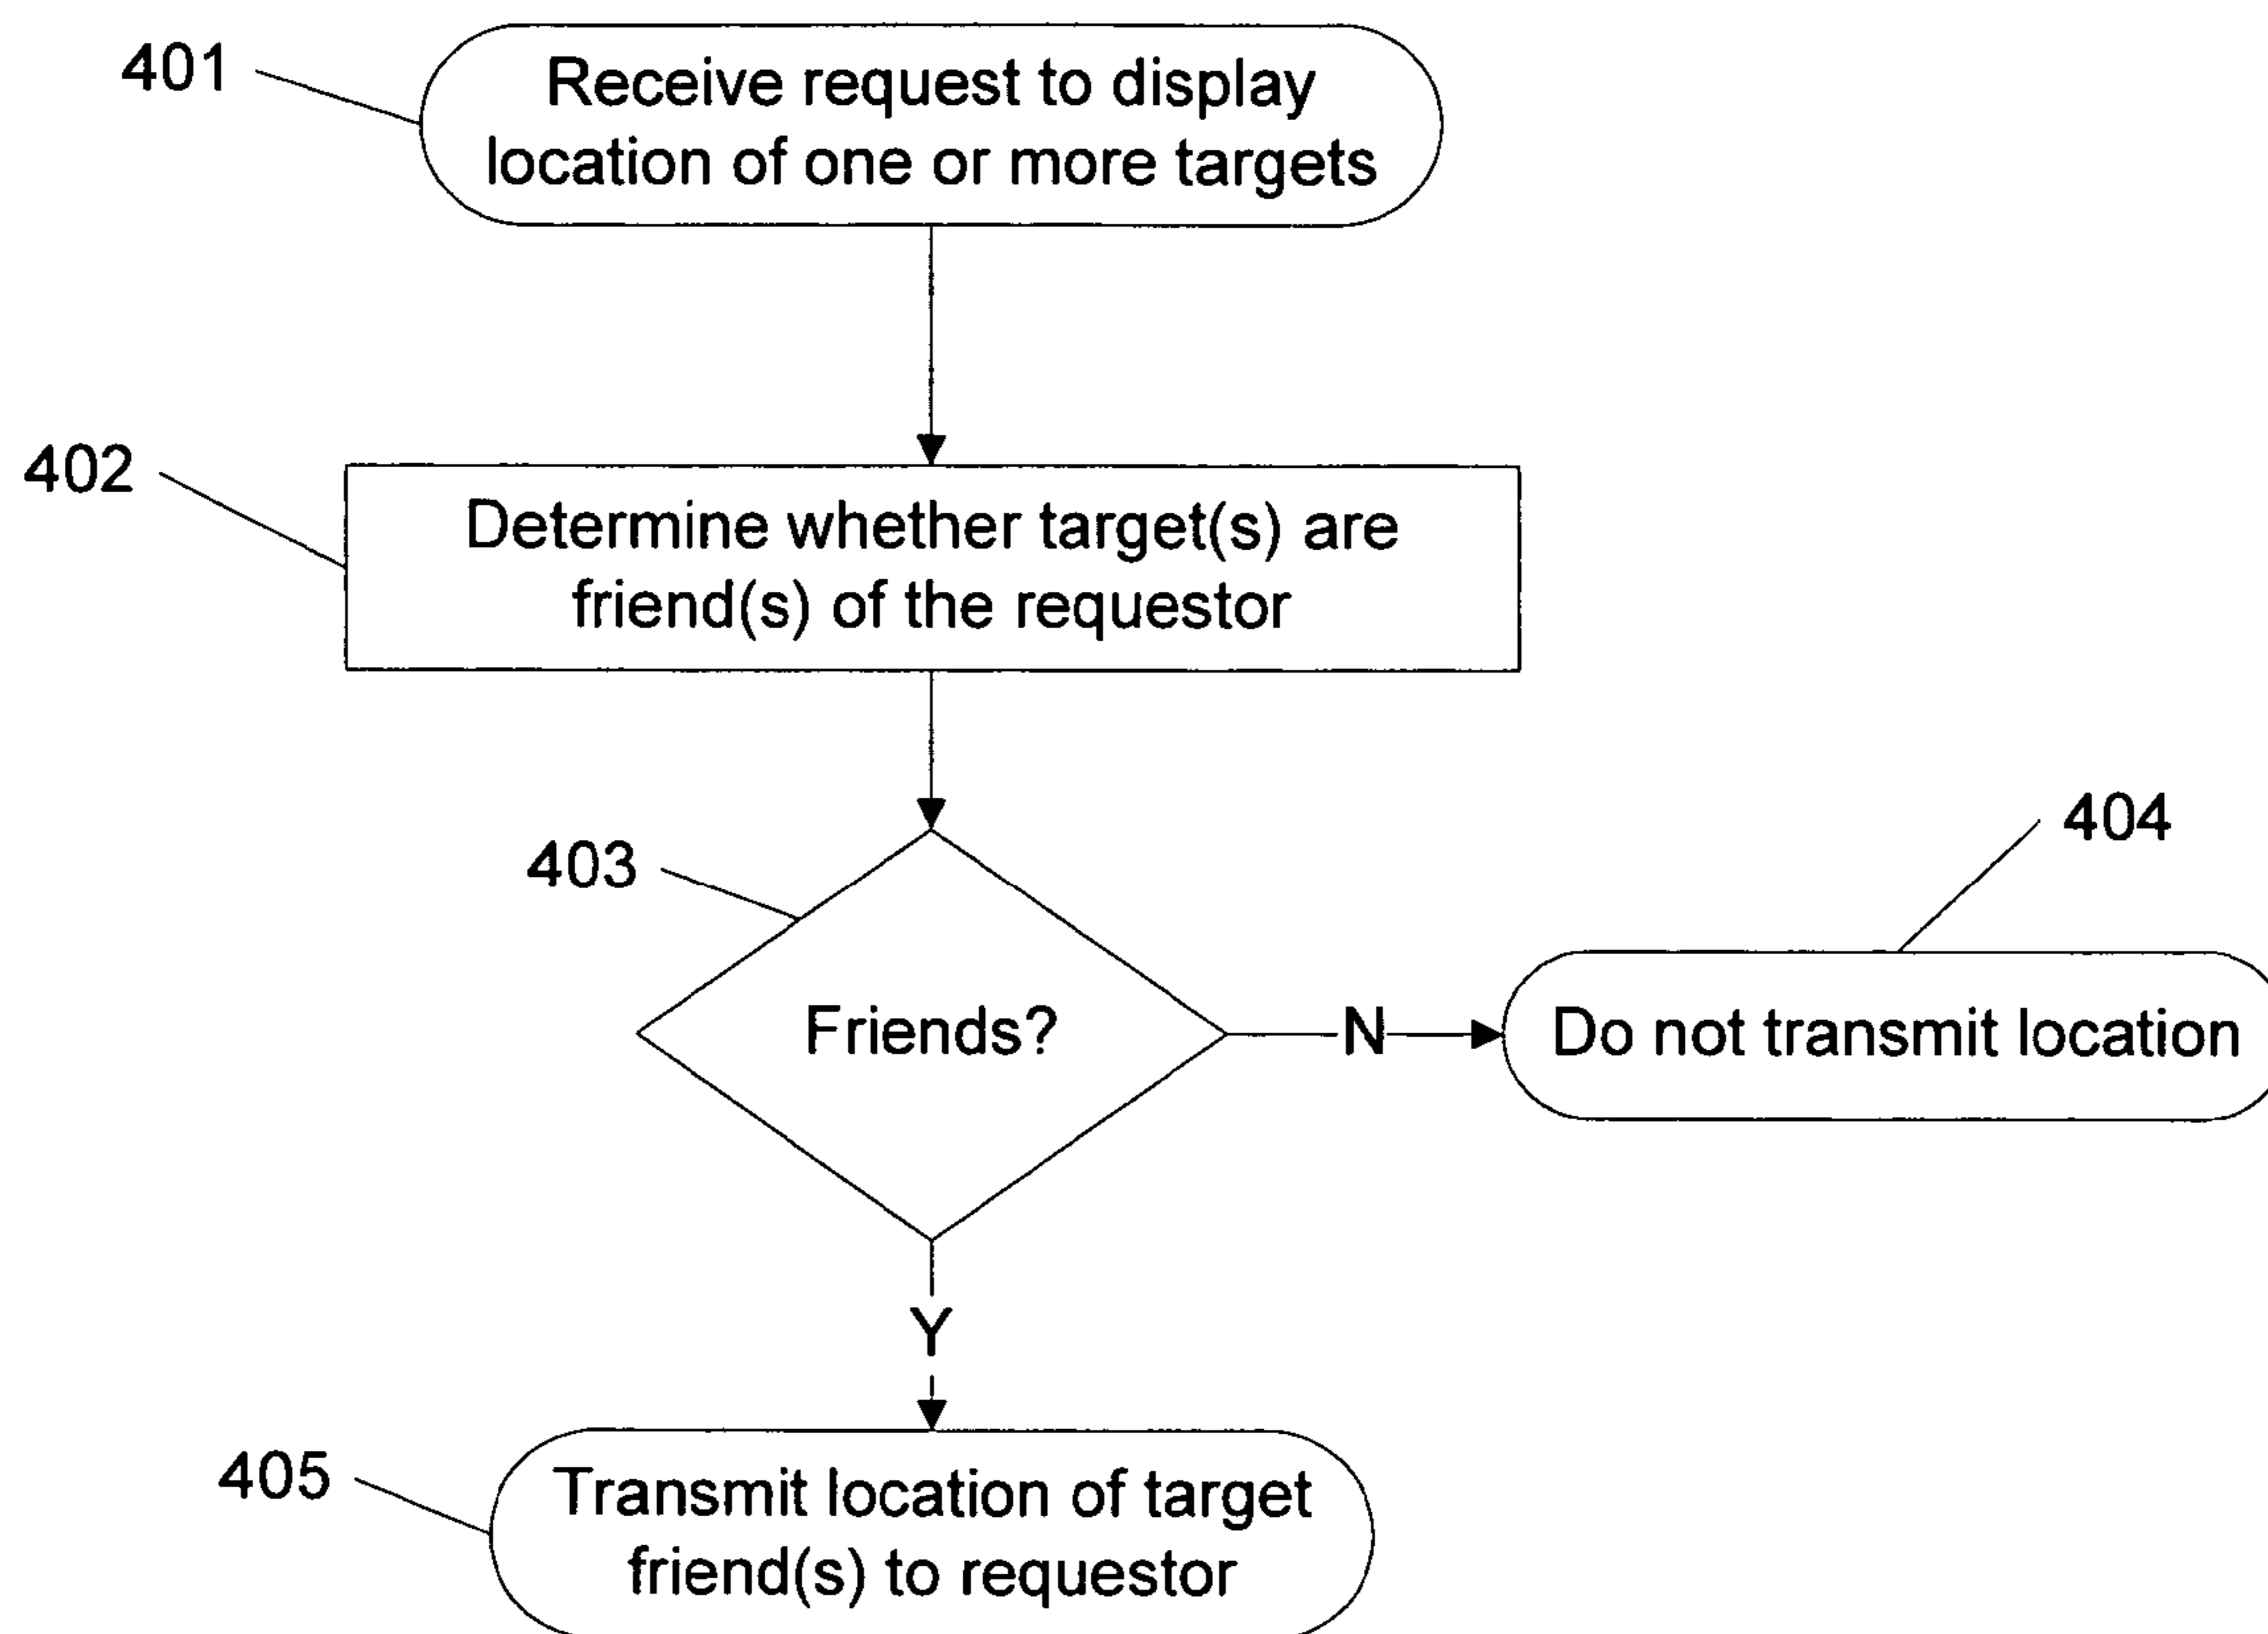 401
Receive request to display
location of one or more targets
402
Determine whether target(s) are
friend(s) of the requestor
403
404
Friends?
N
Do not transmit location
Y
405
Transmit location of target
friend(s) to requestor